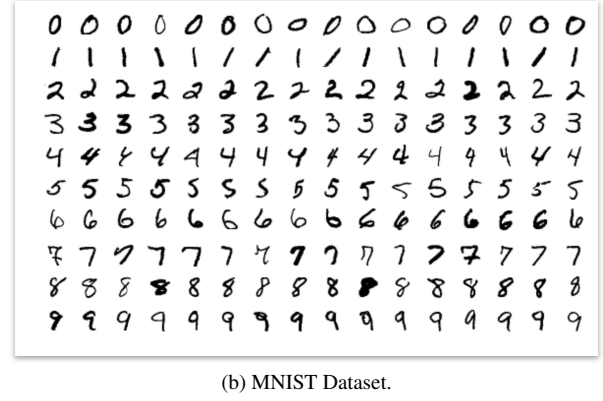 0 0 0 0 0 0 0 0 0 0 0 0 0 0 0 0
1 1 1 1 1 1 1 1 1 1 1 1 1 1 1 1
2 2 2 2 2 2 2 2 2 2 2 2 2 2 2 2
3 3 3 3 3 3 3 3 3 3 3 3 3 3 3 3
4 4 4 4 4 4 4 4 4 4 4 4 4 4 4 4
5 5 5 5 5 5 5 5 5 5 5 5 5 5 5 5
6 6 6 6 6 6 6 6 6 6 6 6 6 6 6 6
7 7 7 7 7 7 7 7 7 7 7 7 7 7 7 7
8 8 8 8 8 8 8 8 8 8 8 8 8 8 8 8
9 9 9 9 9 9 9 9 9 9 9 9 9 9 9 9
(b) MNIST Dataset.